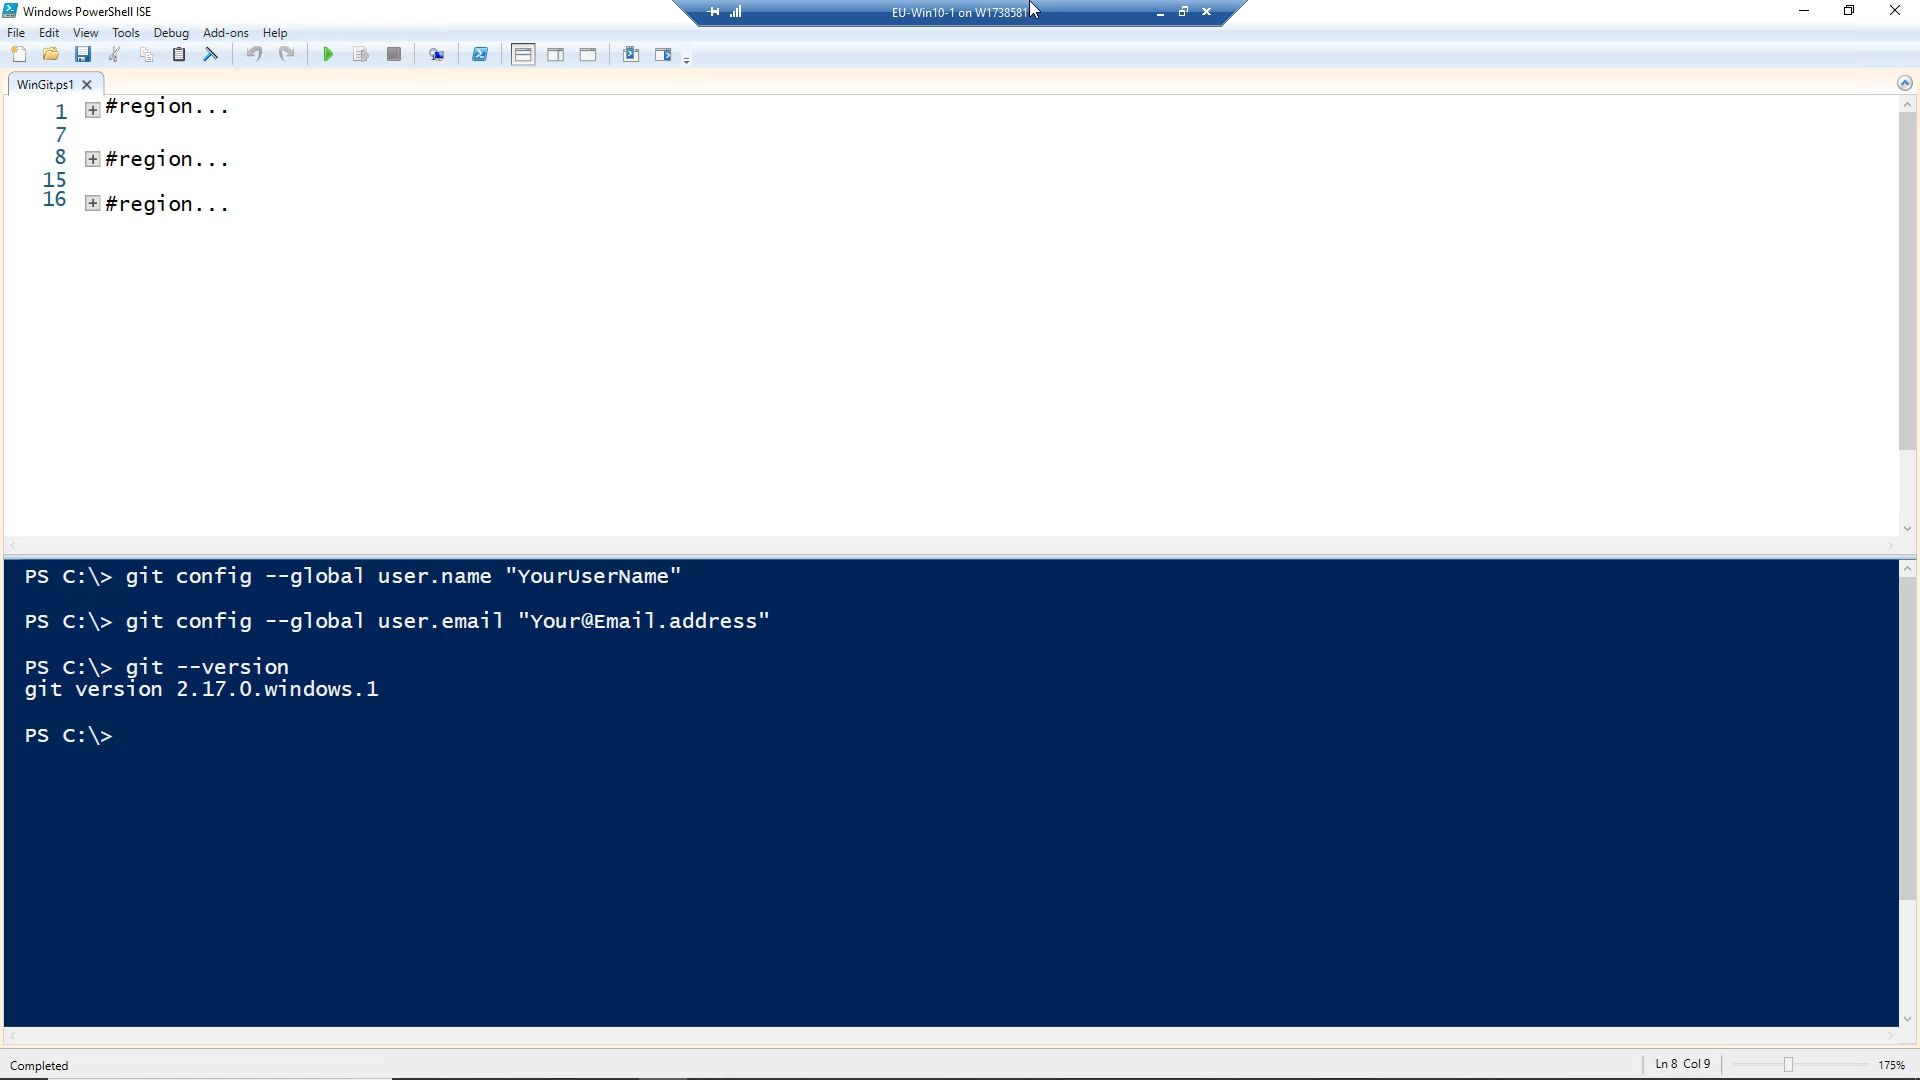 Windows PowerShell ISE
EU-Win10-1 on W1738581
File Edit View Tools Debug Add-ons Help
WinGit.ps1
1 #region...
7
8 #region...
15
16 #region...
PS C:\> git config --global user.name "YourUserName"
PS C:\> git config --global user.email "Your@Email.address"
PS C:\> git --version
git version 2.17.0.windows.1
PS C:\>
Completed
Ln 8 Col 9
175%